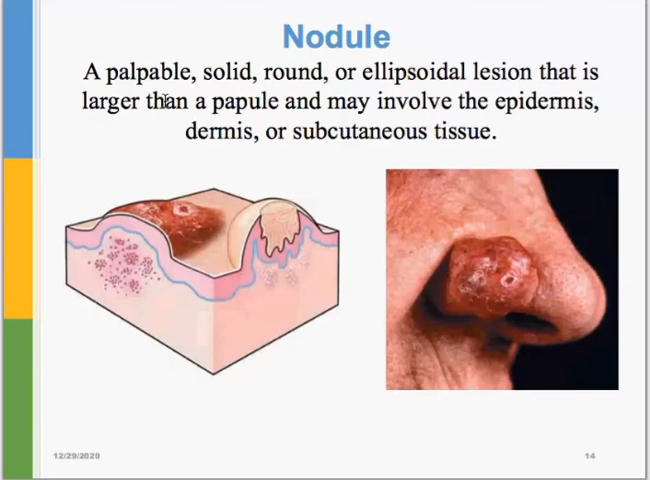 Nodule
A palpable, solid, round, or ellipsoidal lesion that is
larger than a papule and may involve the epidermis,
dermis, or subcutaneous tissue.
12/29/2020
14